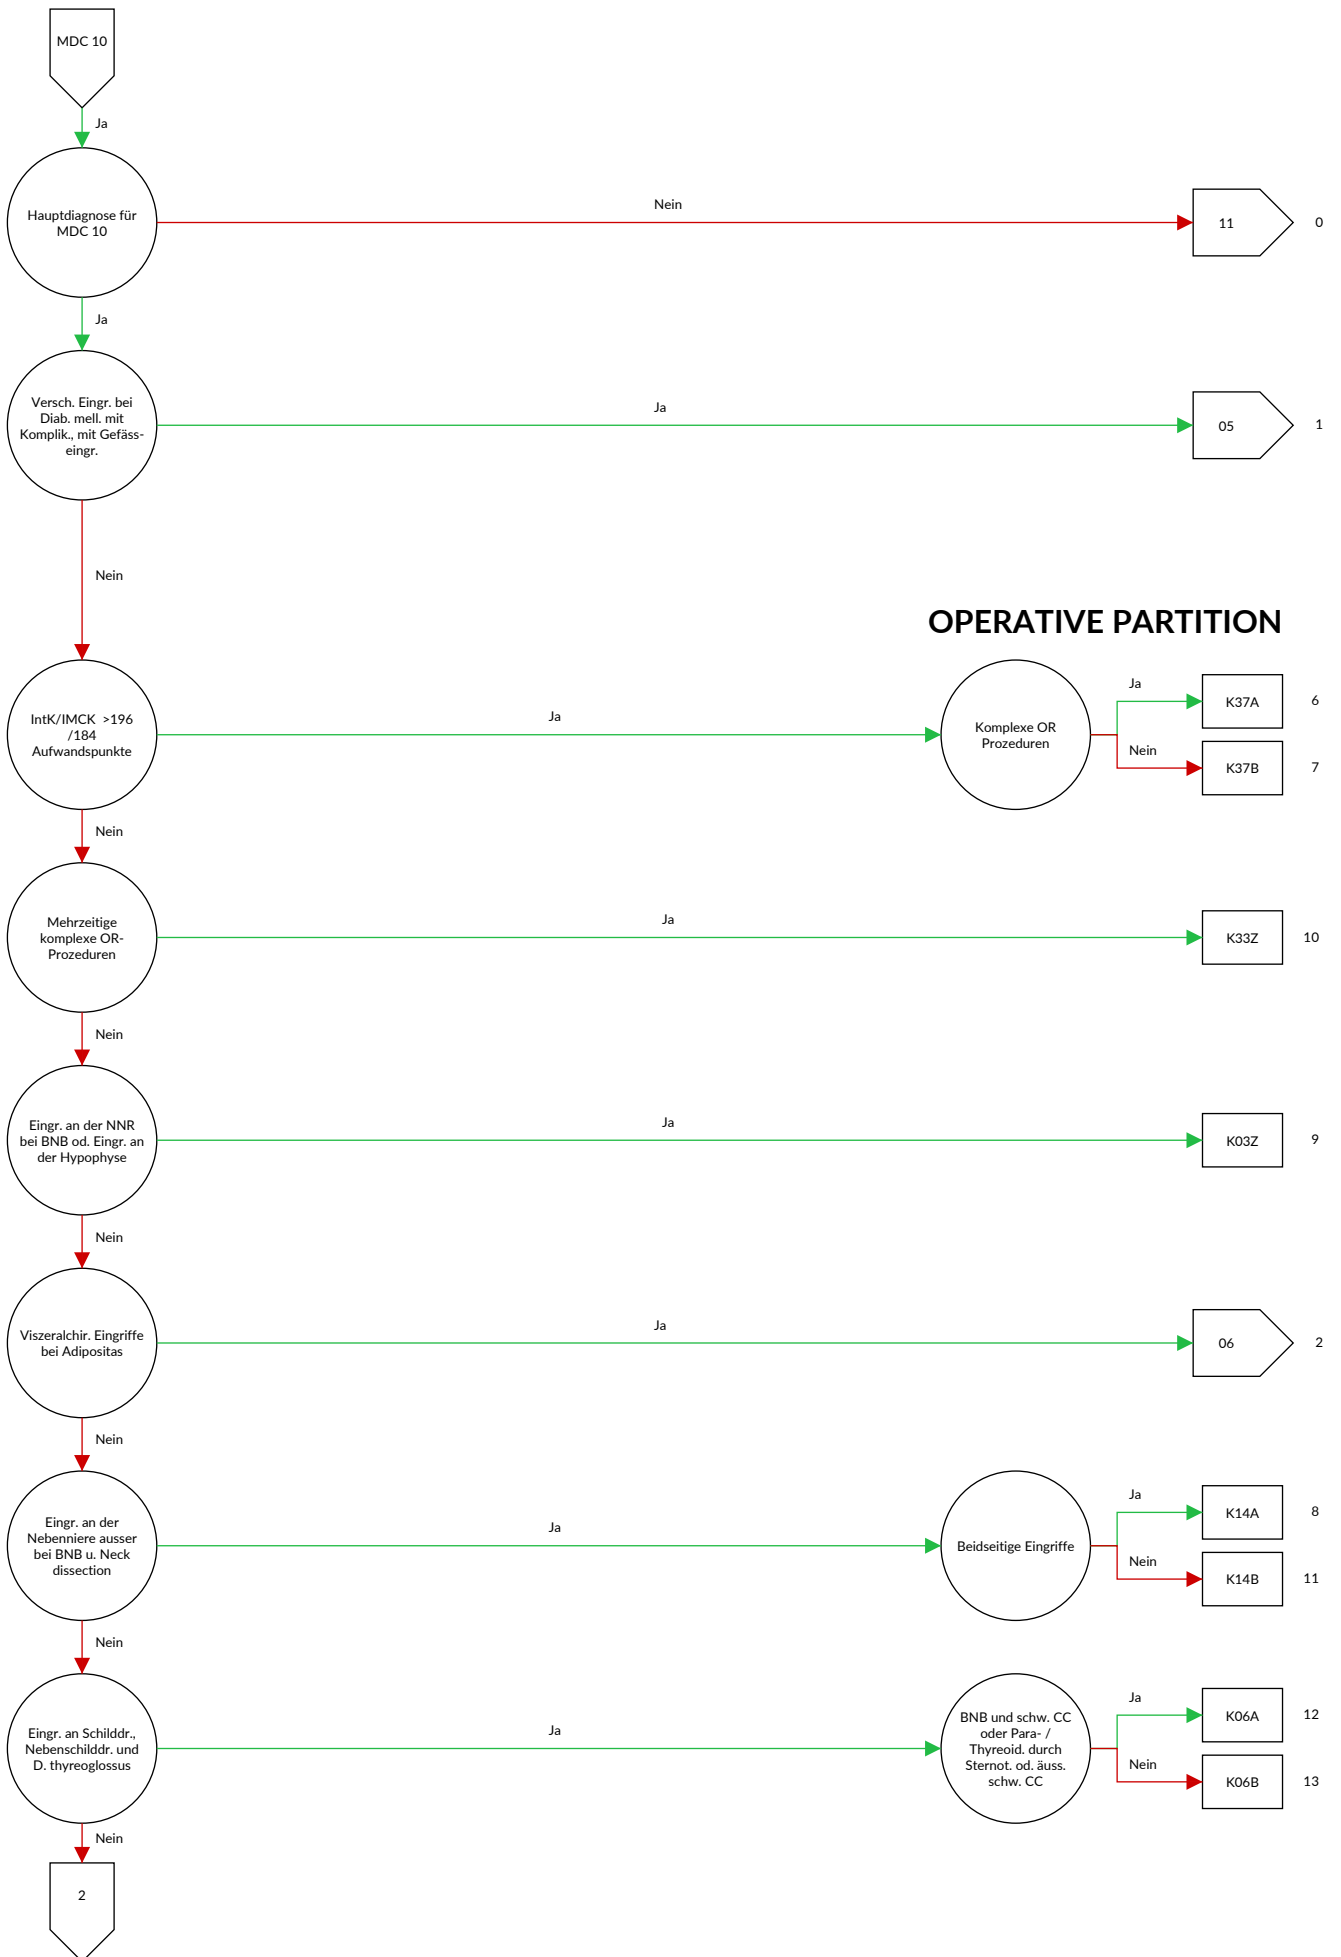 MDC 10
Ja
Hauptdiagnose für
MDC 10
Nein
11
0
Ja
Versch. Eingr. bei
Diab. mell. mit
Komplik., mit Gefäss-
eingr.
Ja
05
1
Nein
OPERATIVE PARTITION
IntK/IMCK >196
/184
Aufwandspunkte
Ja
Komplexe OR
Prozeduren
Ja
K37A
6
Nein
K37B
7
Nein
Mehrzeitige
komplexe OR-
Prozeduren
Ja
K33Z
10
Nein
Eingr. an der NNR
bei BNB od. Eingr. an
der Hypophyse
Ja
K03Z
9
Nein
Viszeralchir. Eingriffe
bei Adipositas
Ja
06
2
Nein
Eingr. an der
Nebenniere ausser
bei BNB u. Neck
dissection
Ja
Beidseitige Eingriffe
Ja
K14A
8
Nein
K14B
11
Nein
Eingr. an Schilddr.,
Nebenschilddr. und
D. thyreoglossus
Ja
BNB und schw. CC
oder Para- /
Thyreoid. durch
Sternot. od. äuss.
schw. CC
Ja
K06A
12
Nein
K06B
13
Nein
2